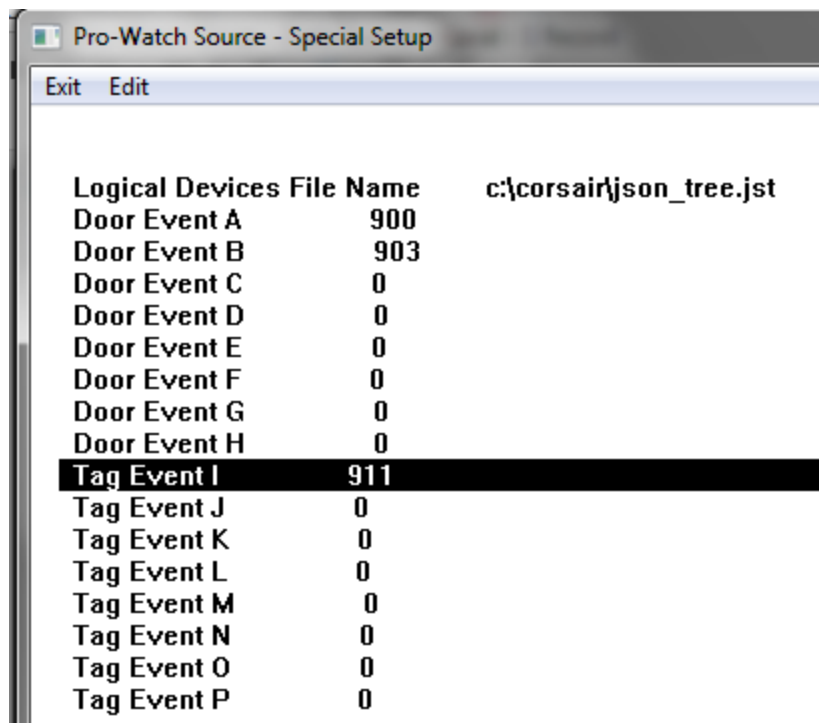 Pro-Watch Source - Special Setup
Exit Edit
Logical Devices File Name c:\corsair\json_tree.jst
Door Event A 900
Door Event B 903
Door Event C 0
Door Event D 0
Door Event E 0
Door Event F 0
Door Event G 0
Door Event H 0
Tag Event I 911
Tag Event J 0
Tag Event K 0
Tag Event L 0
Tag Event M 0
Tag Event N 0
Tag Event O 0
Tag Event P 0